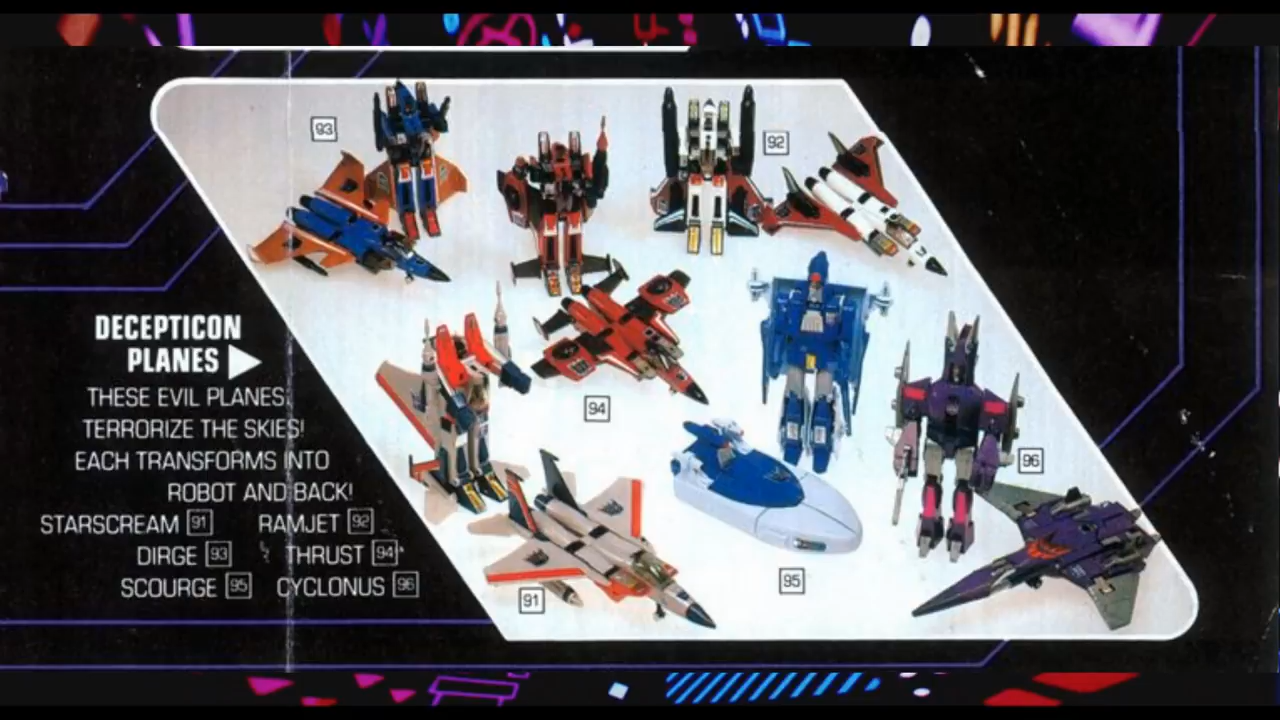 DECEPTICON
PLANES
THESE EVIL PLANES
TERRORIZE THE SKIES!
EACH TRANSFORMS INTO
ROBOT AND BACK!
STARSCREAM 91 RAMJET 92
DIRGE 93 THRUST 94
SCOURGE 95 CYCLONUS 96
93
92
94
96
95
91